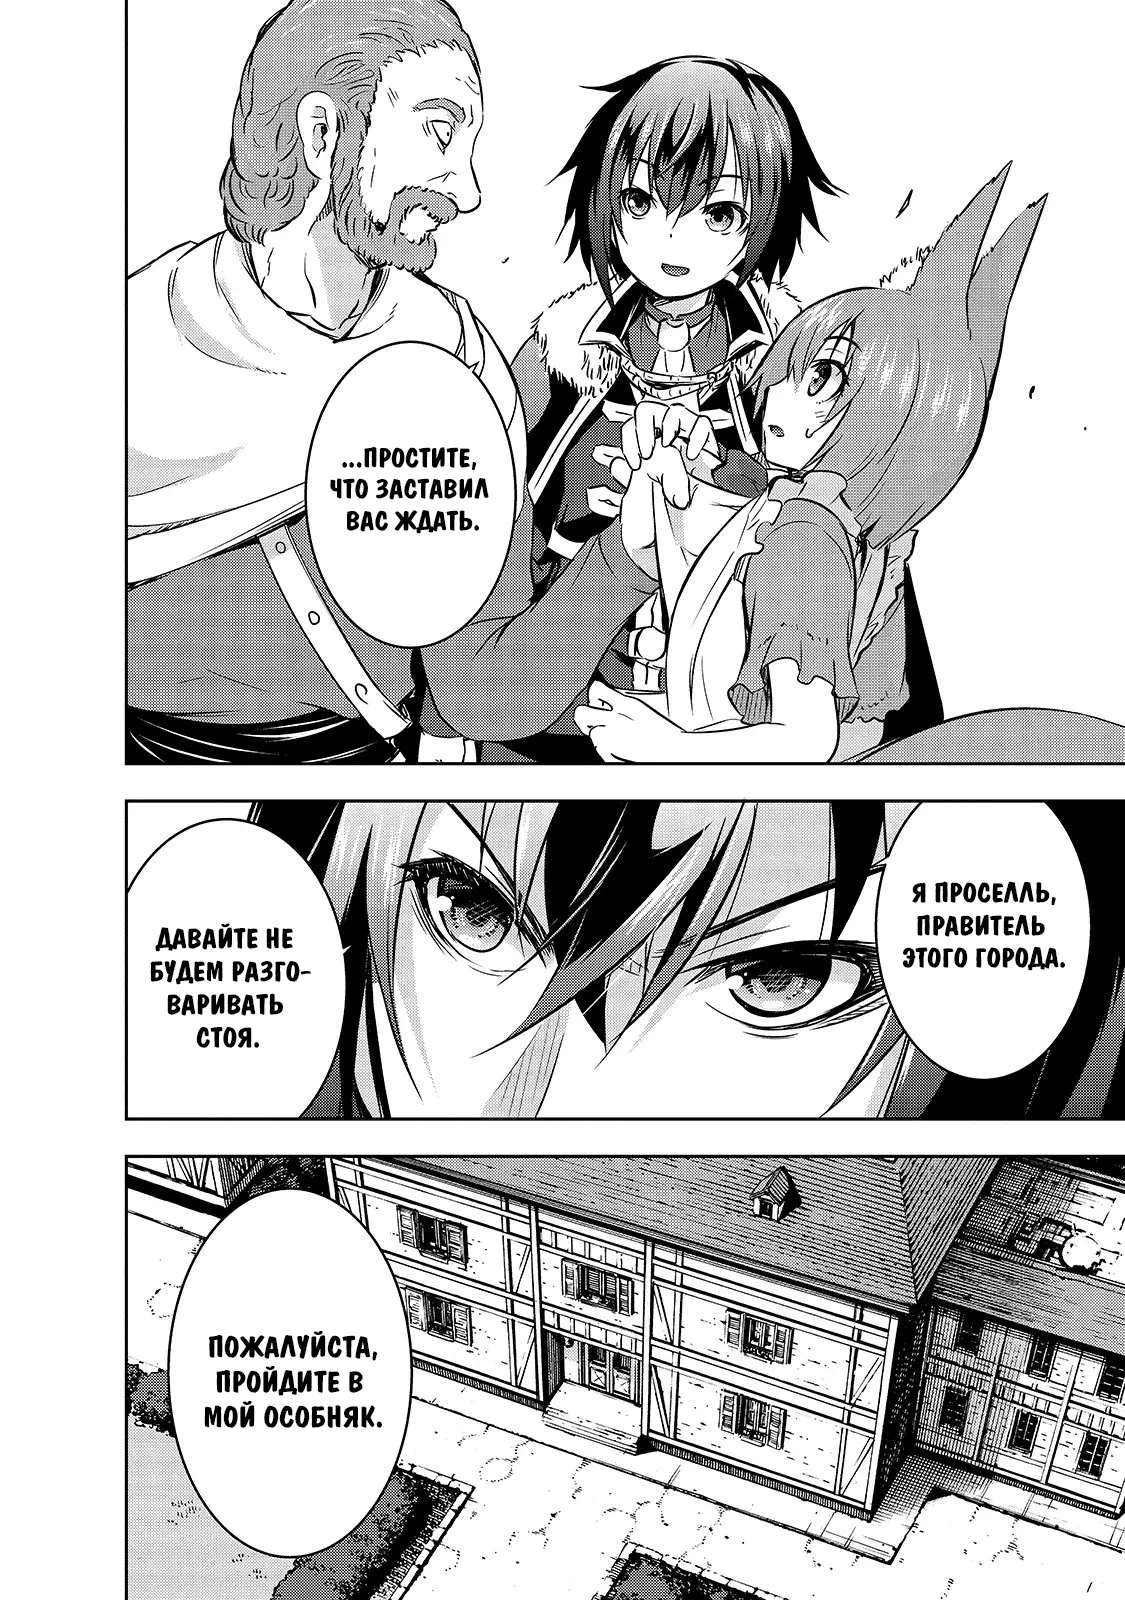 ...ПРОСТИТЕ,
ЧТО ЗАСТАВИЛ
ВАС ЖДАТЬ.
Я ПРОСЕЛЛЬ,
ПРАВИТЕЛЬ
ЭТОГО ГОРОДА.
ДАВАЙТЕ НЕ
БУДЕМ РАЗГО-
ВАРИВАТЬ
СТОЯ.
ПОЖАЛУЙСТА,
ПРОЙДИТЕ В
МОЙ ОСОБНЯК.